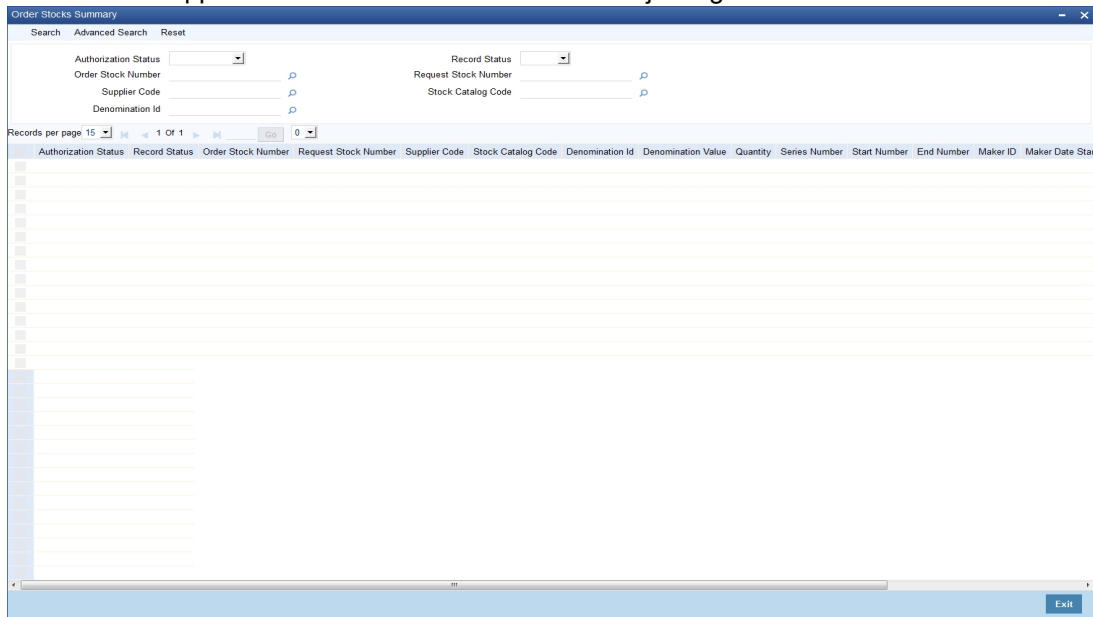 Order Stocks Summary
Search Advanced Search Reset
Authorization Status Record Status
Order Stock Number Request Stock Number
Supplier Code Stock Catalog Code
Denomination Id
Records per page 15 1 Of 1 Go 0
Authorization Status Record Status Order Stock Number Request Stock Number Supplier Code Stock Catalog Code Denomination Id Denomination Value Quantity Series Number Start Number End Number Maker ID Maker Date Sta
Exit